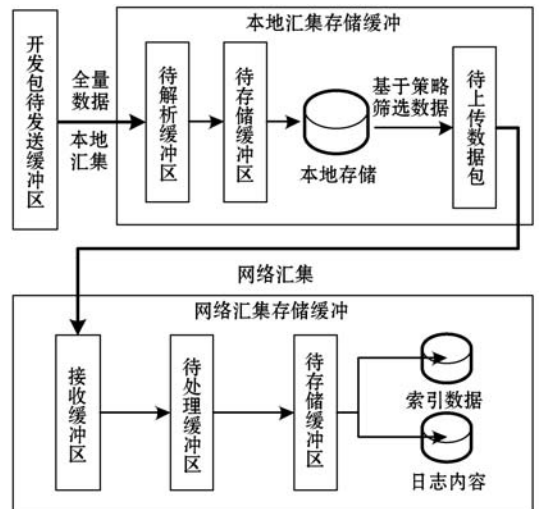 本地汇集存储缓冲
开发包待发送缓冲区
全量
数据
本地
汇集
待解析缓冲区
待存储缓冲区
本地存储
基于策略
筛选数据
待上传数据包
网络汇集
网络汇集存储缓冲
接收缓冲区
待处理缓冲区
待存储缓冲区
索引数据
日志内容